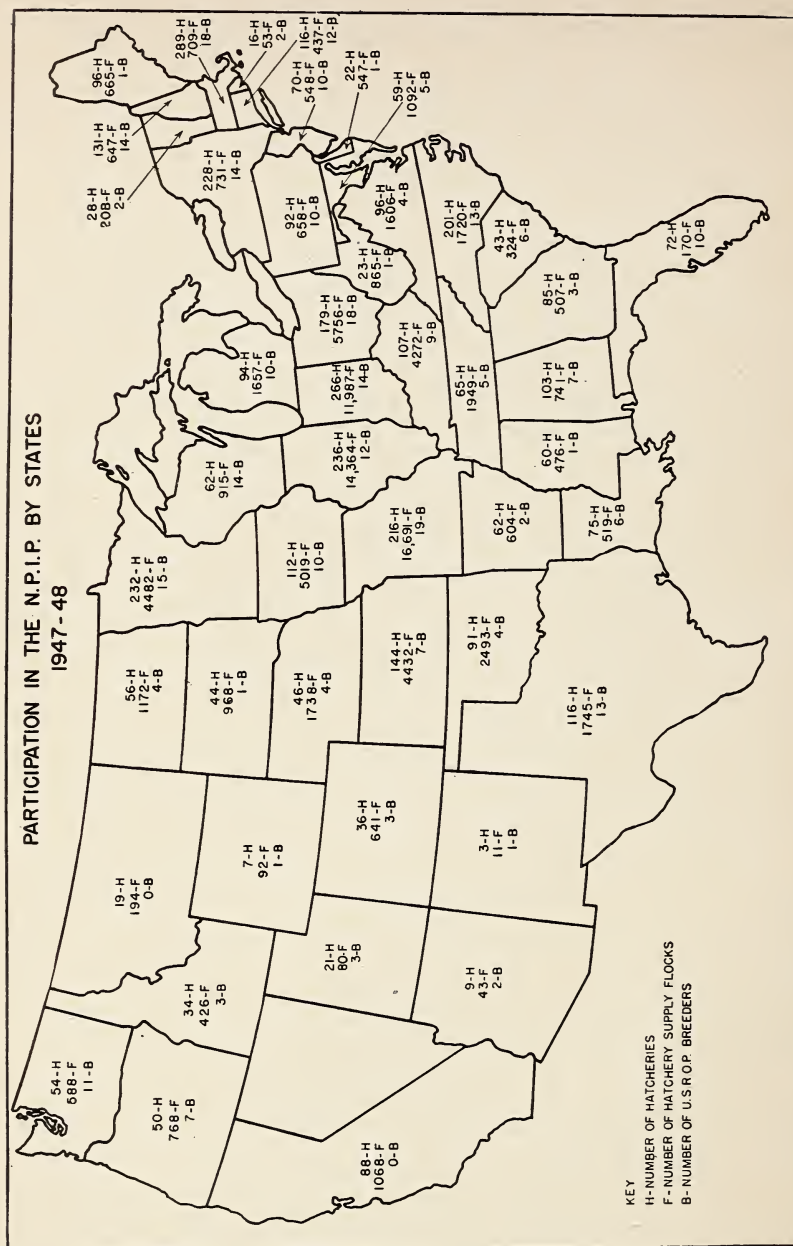 PARTICIPATION IN THE N.P.I.P. BY STATES
1947-48
54-H
588-F
11-B
50-H
768-F
7-B
88-H
1068-F
0-B
34-H
426-F
3-B
19-H
194-F
0-B
7-H
92-F
1-B
21-H
80-F
3-B
36-H
641-F
3-B
9-H
43-F
2-B
3-H
11-F
1-B
56-H
1172-F
4-B
44-H
968-F
1-B
46-H
1738-F
4-B
144-H
4432-F
7-B
91-H
2493-F
4-B
116-H
1745-F
13-B
232-H
4482-F
15-B
112-H
5019-F
10-B
216-H
16,691-F
19-B
62-H
604-F
2-B
75-H
519-F
6-B
62-H
915-F
14-B
236-H
14,364-F
12-B
94-H
1657-F
10-B
266-H
11,987-F
14-B
179-H
5756-F
18-B
107-H
4272-F
9-B
65-H
1949-F
5-B
60-H
476-F
1-B
103-H
741-F
7-B
85-H
507-F
3-B
72-H
170-F
10-B
43-H
324-F
6-B
201-H
1720-F
13-B
96-H
1606-F
4-B
23-H
865-F
1-B
92-H
658-F
10-B
228-H
731-F
14-B
28-H
208-F
2-B
131-H
647-F
14-B
96-H
665-F
1-B
289-H
709-F
18-B
16-H
53-F
2-B
116-H
437-F
12-B
70-H
548-F
10-B
22-H
547-F
1-B
59-H
1092-F
5-B
KEY
H-NUMBER OF HATCHERIES
F-NUMBER OF HATCHERY SUPPLY FLOCKS
B-NUMBER OF U.S R.O.P. BREEDERS